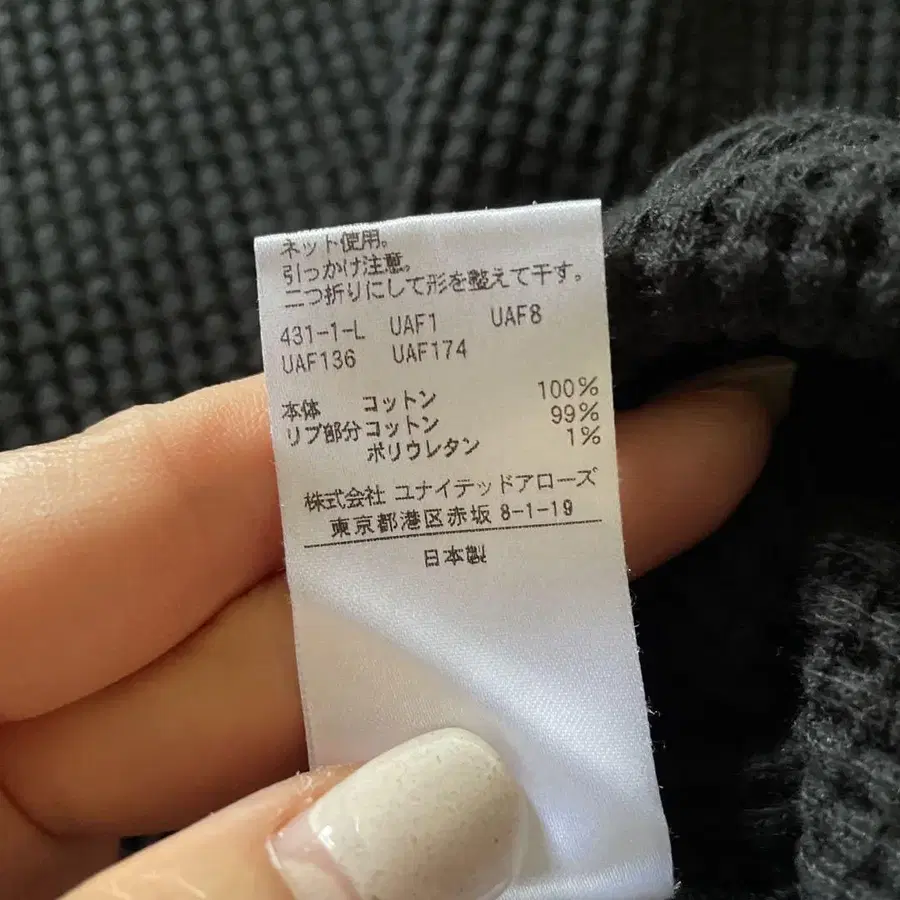 ネット使用。
引っかけ注意。
二つ折りにして形を整えて干す。
431-1-L UAF1 UAF8
UAF136 UAF174
本体 コットン 100%
リブ部分 コットン 99%
ポリウレタン 1%
株式会社 ユナイテッドアローズ
東京都港区赤坂 8-1-19
日本製